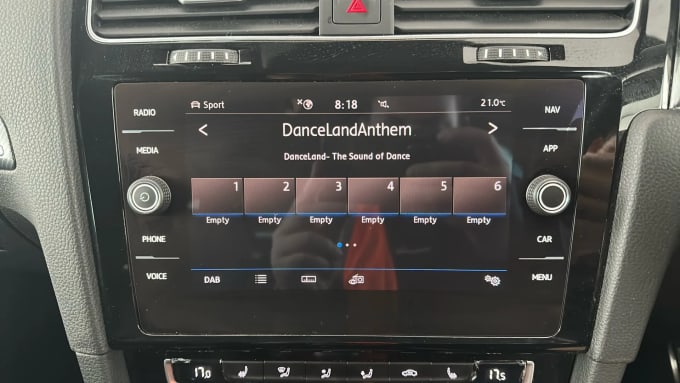 Sport 8:18 21.0°C
DanceLandAnthem
DanceLand- The Sound of Dance
1 2 3 4 5 6
Empty Empty Empty Empty Empty Empty
DAB
RADIO
MEDIA
PHONE
VOICE
NAV
APP
CAR
MENU
17.0 17.5